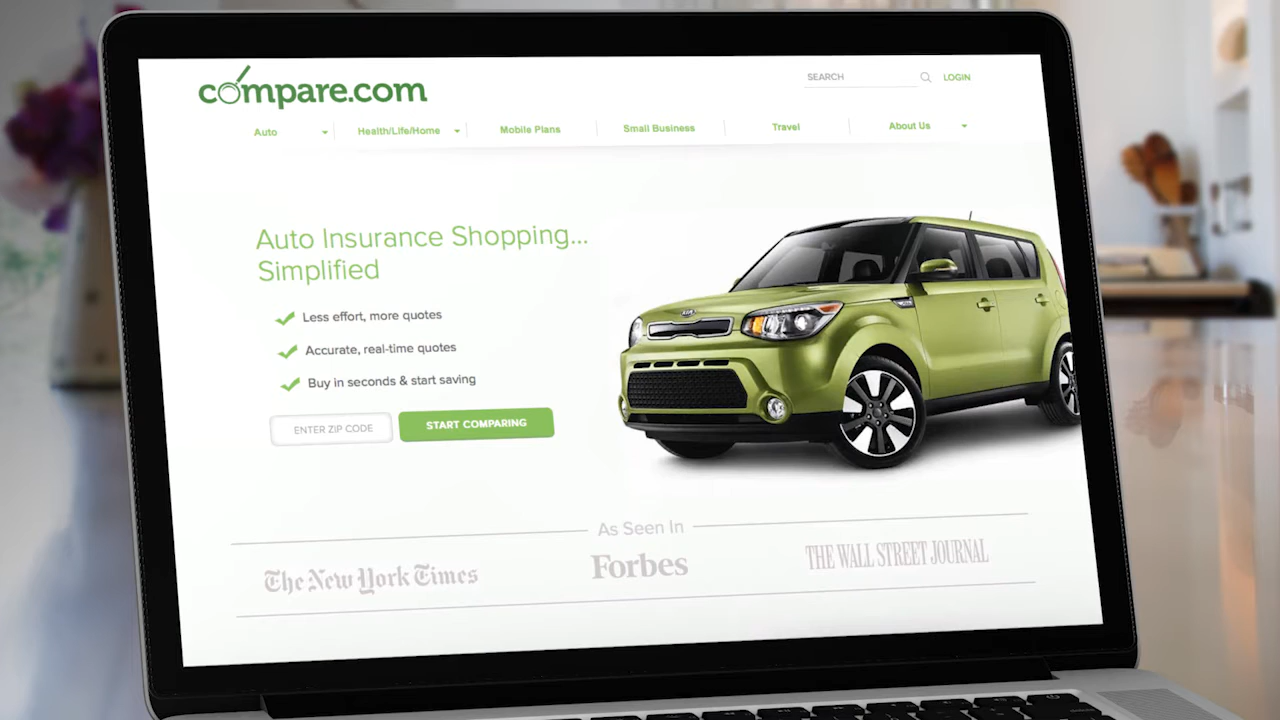 compare.com
SEARCH
LOGIN
Auto
Health/Life/Home
Mobile Plans
Small Business
Travel
About Us
Auto Insurance Shopping...
Simplified
Less effort, more quotes
Accurate, real-time quotes
Buy in seconds & start saving
ENTER ZIP CODE
START COMPARING
KIA
As Seen In
The New York Times
Forbes
THE WALL STREET JOURNAL